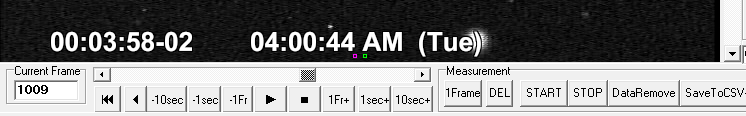 00:03:58-02 04:00:44 AM (Tue)
Current Frame
1009
-10sec -1sec -1Fr 1Fr+ 1sec+ 10sec+
Measurement
1Frame DEL START STOP DataRemove SaveToCSV